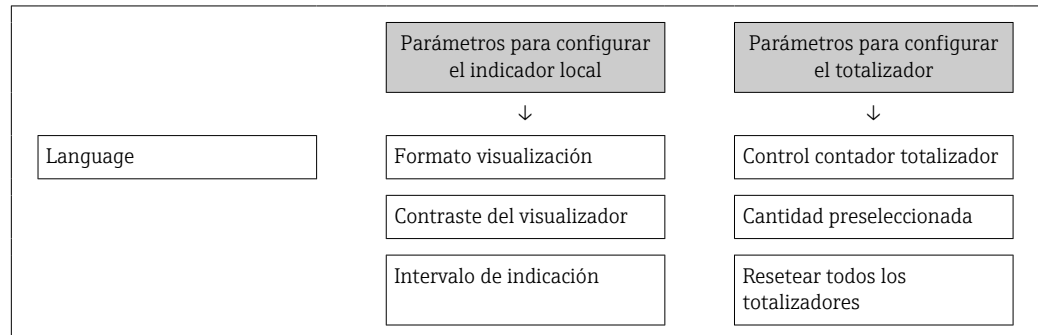 Parámetros para configurar
el indicador local
Parámetros para configurar
el totalizador
↓
↓
Language
Formato visualización
Control contador totalizador
Contraste del visualizador
Cantidad preseleccionada
Intervalo de indicación
Resetear todos los
totalizadores